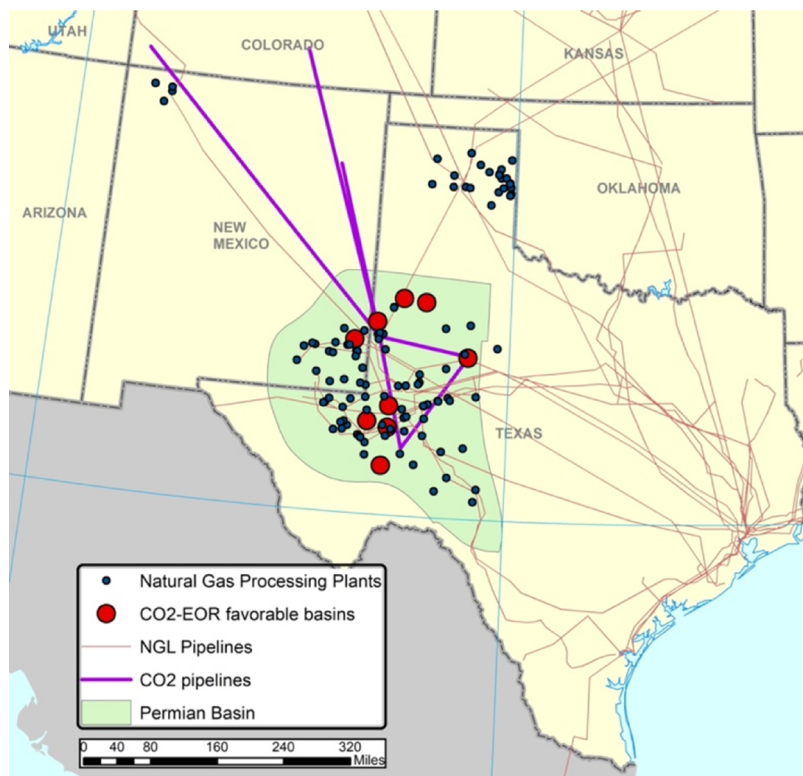 UTAH
COLORADO
KANSAS
ARIZONA
NEW
MEXICO
OKLAHOMA
TEXAS
Natural Gas Processing Plants
CO2-EOR favorable basins
NGL Pipelines
CO2 pipelines
Permian Basin
0 40 80 160 240 320
Miles